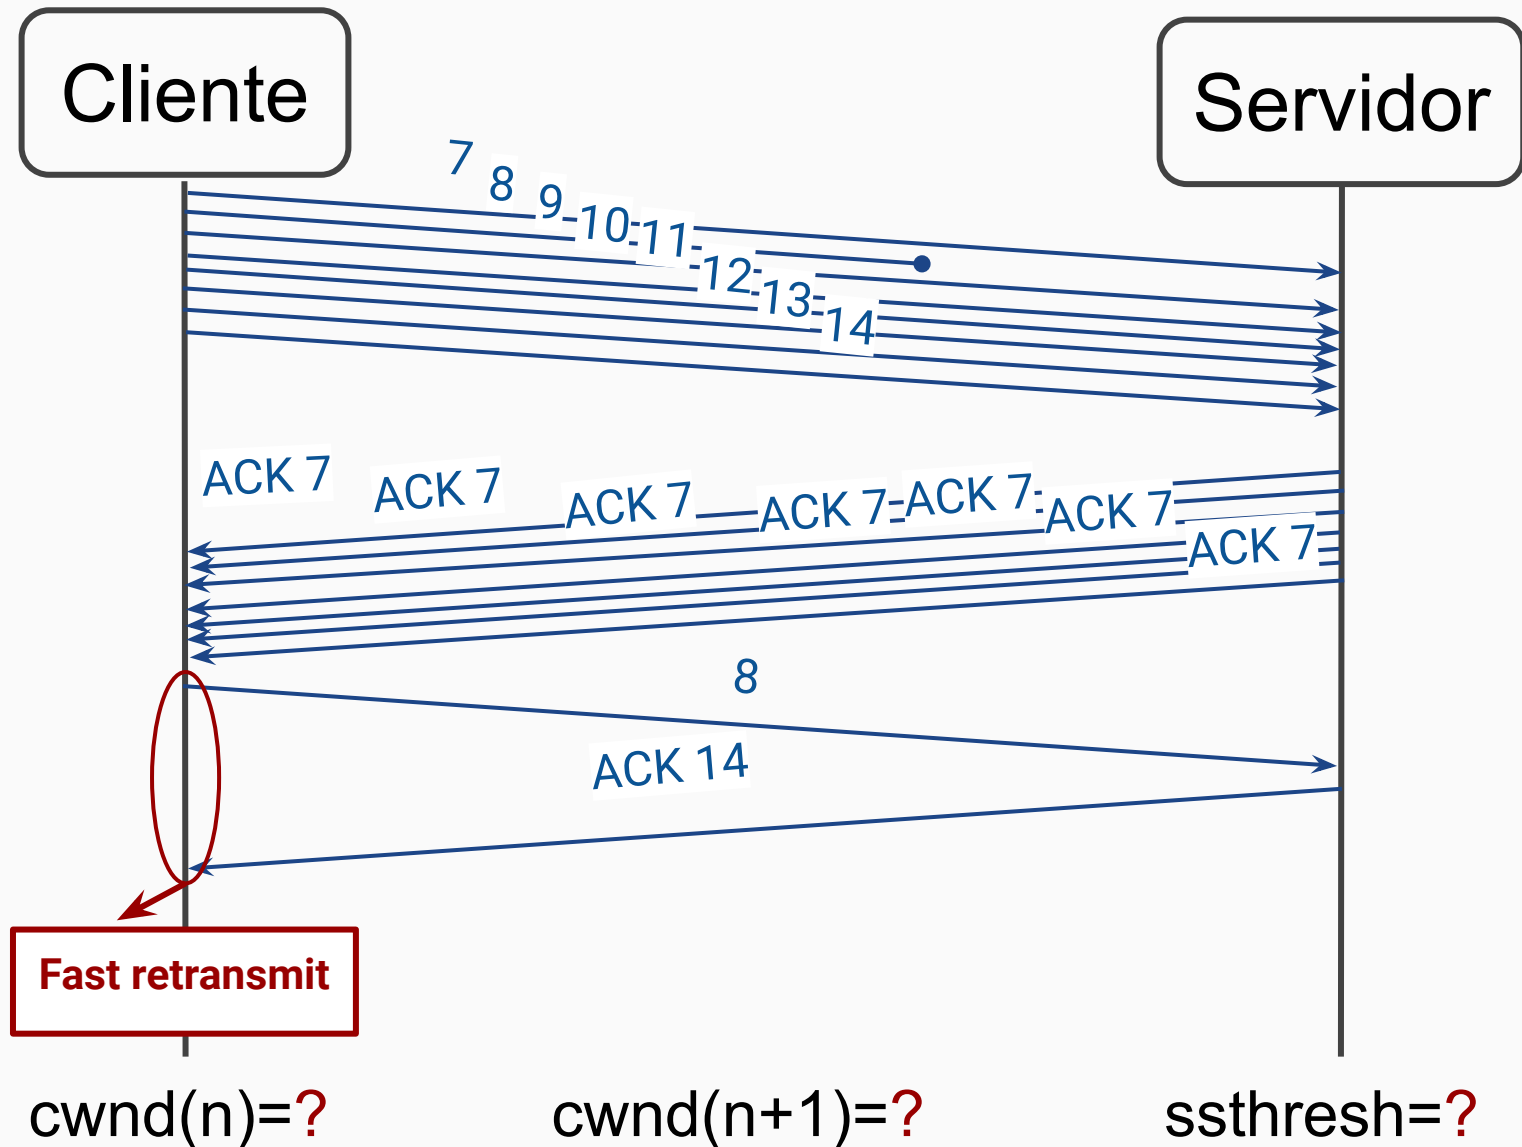 Cliente
Servidor
7
8
9
10
11
12
13
14
ACK 7
ACK 7
ACK 7
ACK 7
ACK 7
ACK 7
ACK 7
8
ACK 14
Fast retransmit
cwnd(n)=? cwnd(n+1)=? ssthresh=?